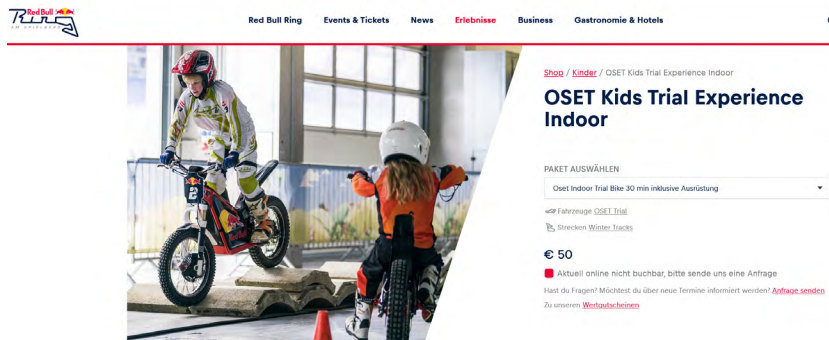 Red Bull
Ring
AM SPIELBERG
Red Bull Ring
Events & Tickets
News
Erlebnisse
Business
Gastronomie & Hotels
Shop / Kinder / OSET Kids Trial Experience Indoor
OSET Kids Trial Experience
Indoor
PAKET AUSWÄHLEN
Oset Indoor Trial Bike 30 min inklusive Ausrüstung
Fahrzeuge OSET Trial
Strecken Winter Tracks
€ 50
Aktuell online nicht buchbar, bitte sende uns eine Anfrage
Hast du Fragen? Möchtest du über neue Termine informiert werden? Anfrage senden
Zu unseren Wertgutscheinen
2